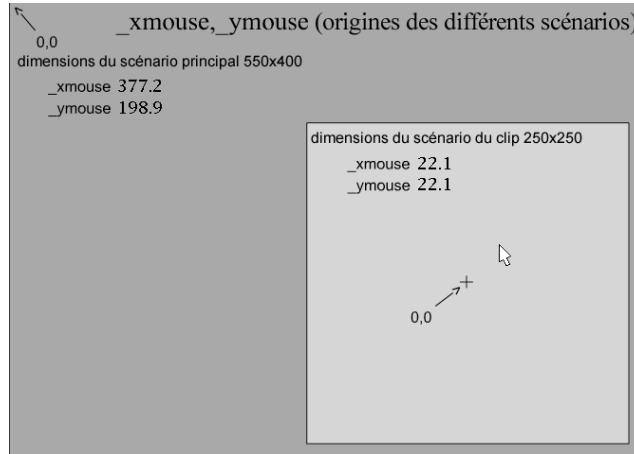 _xmouse,_ymouse (origines des différents scénarios)
0,0
dimensions du scénario principal 550x400
_xmouse 377.2
_ymouse 198.9
dimensions du scénario du clip 250x250
_xmouse 22.1
_ymouse 22.1
0,0